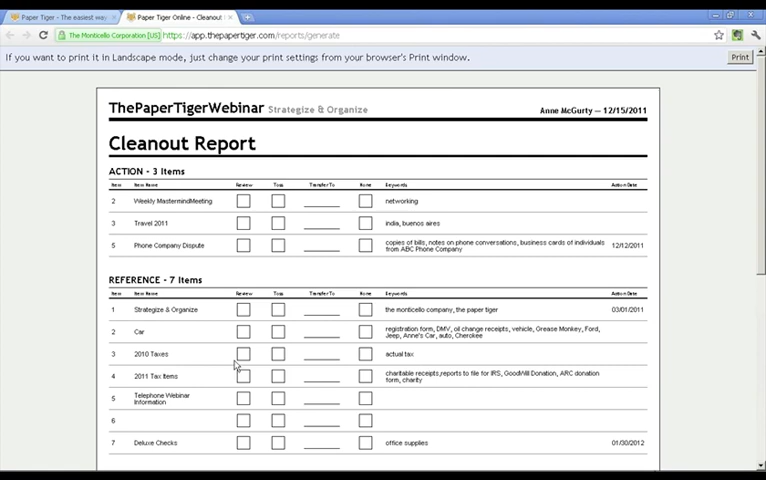 Paper Tiger - The easiest way
Paper Tiger Online - Cleanout
The Monticello Corporation [US] https://app.thepapertiger.com/reports/generate
If you want to print it in Landscape mode, just change your print settings from your browser's Print window.
Print
ThePaperTigerWebinar Strategize & Organize
Anne McGurty — 12/15/2011
Cleanout Report
ACTION - 3 Items
Item Item Name Review Toss Transfer To None Keywords Action Date
2 Weekly MastermindMeeting networking
3 Travel 2011 india, buenos aires
5 Phone Company Dispute copies of bills, notes on phone conversations, business cards of individuals 12/12/2011
from ABC Phone Company
REFERENCE - 7 Items
Item Item Name Review Toss Transfer To None Keywords Action Date
1 Strategize & Organize the monticello company, the paper tiger 03/01/2011
2 Car registration form, DMV, oil change receipts, vehicle, Grease Monkey, Ford,
Jeep, Anne's Car, auto, Cherokee
3 2010 Taxes actual tax
4 2011 Tax Items charitable receipts,reports to file for IRS, GoodWill Donation, ARC donation
form, charity
5 Telephone Webinar
Information
6
7 Deluxe Checks office supplies 01/30/2012